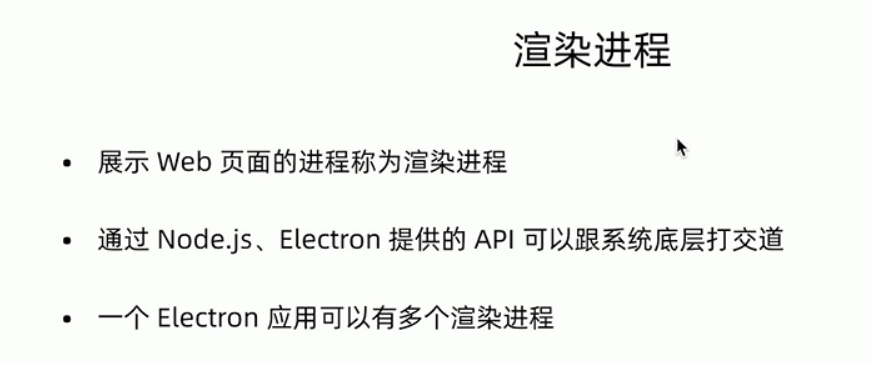 渲染进程
• 展示 Web 页面的进程称为渲染进程
• 通过 Node.js、Electron 提供的 API 可以跟系统底层打交道
• 一个 Electron 应用可以有多个渲染进程